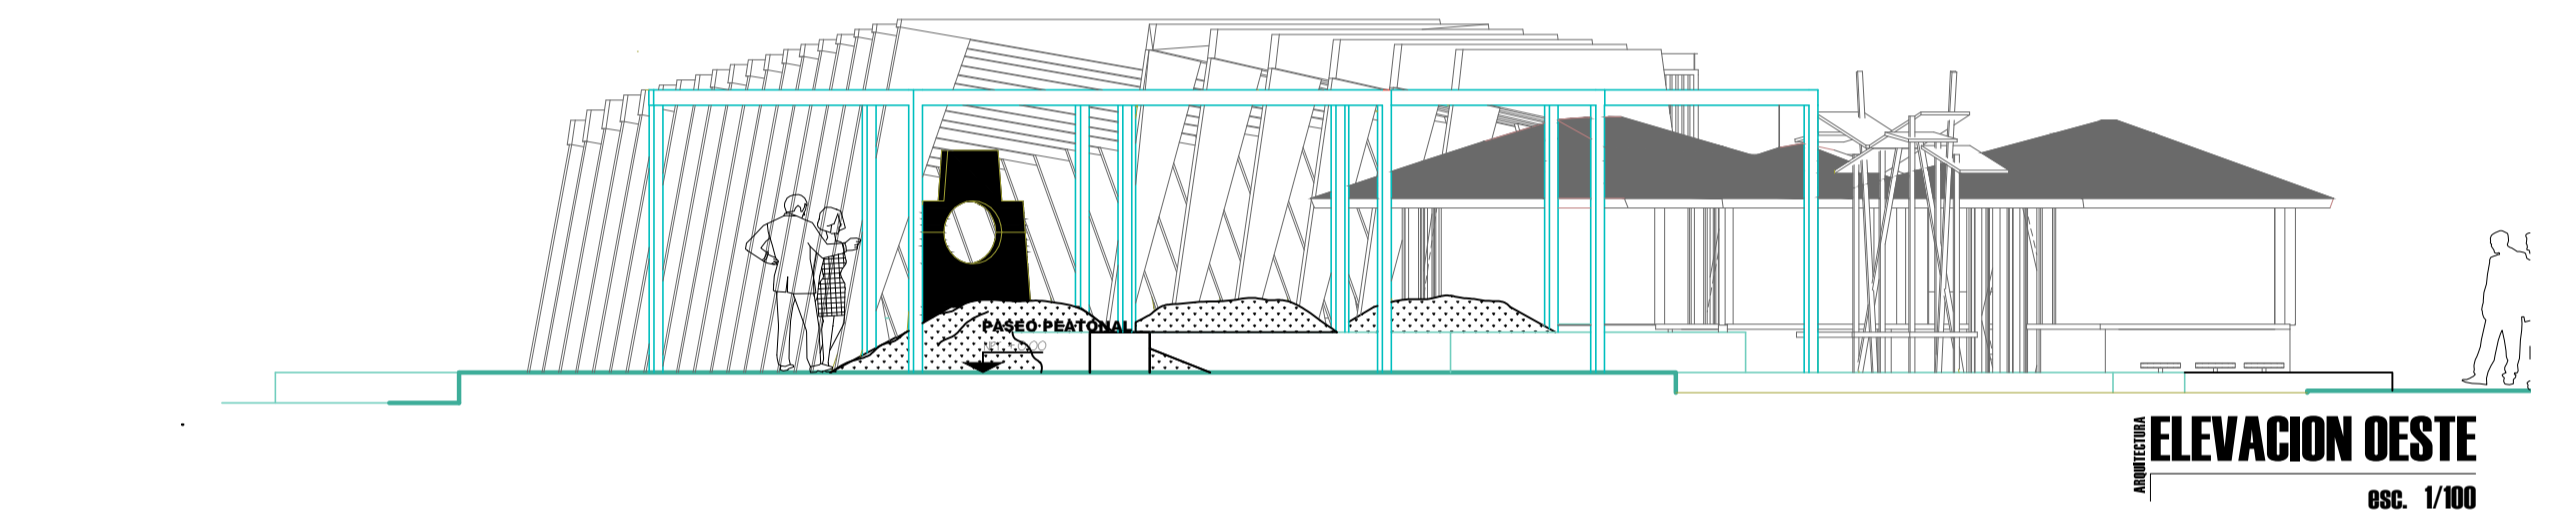 PASEO PEATONAL
ARQUITECTURA
ELEVACION OESTE
esc. 1/100